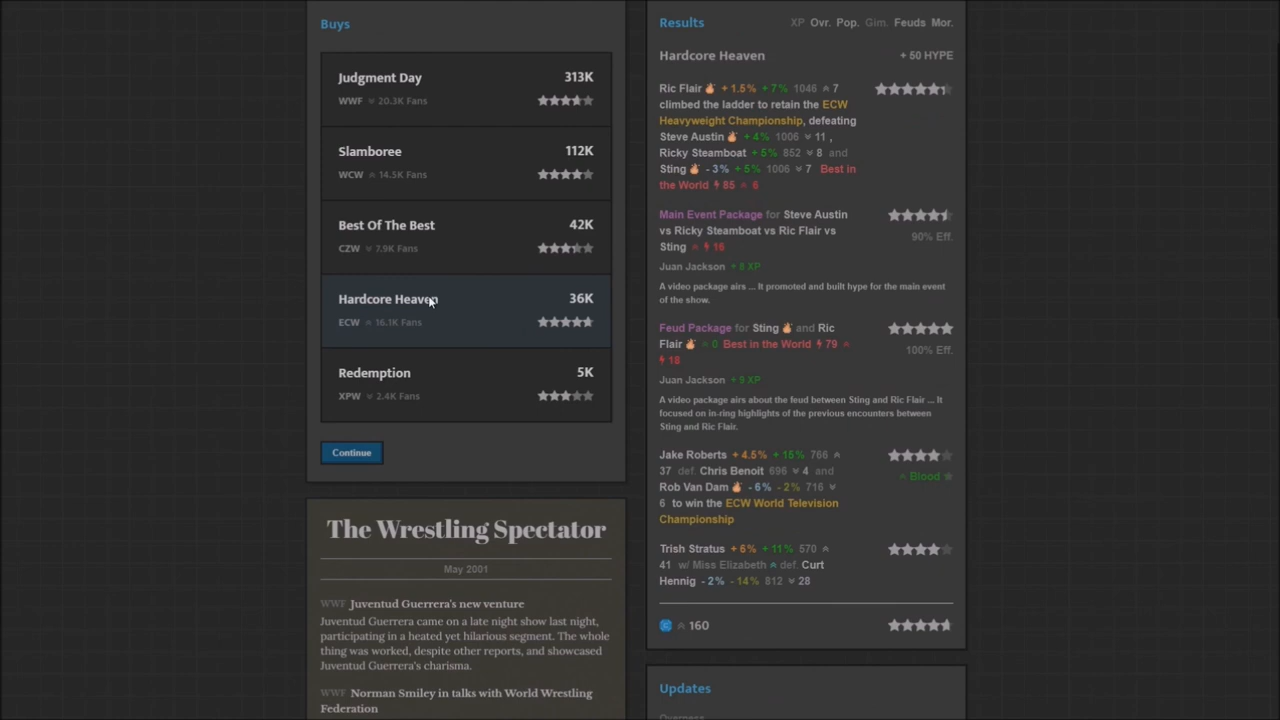 Buys
Judgment Day 313K
WWF 20.3K Fans
Slamboree 112K
WCW 14.5K Fans
Best Of The Best 42K
CZW 7.9K Fans
Hardcore Heaven 36K
ECW 16.1K Fans
Redemption 5K
XPW 2.4K Fans
Continue
The Wrestling Spectator
May 2001
WWF Juventud Guerrera's new venture
Juventud Guerrera came on a late night show last night,
participating in a heated yet hilarious segment. The whole
thing was worked, despite other reports, and showcased
Juventud Guerrera's charisma.
WWF Norman Smiley in talks with World Wrestling
Federation
Results XP Ovr. Pop. Gim. Feuds Mor.
Hardcore Heaven + 50 HYPE
Ric Flair + 1.5% + 7% 1046 7
climbed the ladder to retain the ECW
Heavyweight Championship, defeating
Steve Austin + 4% 1006 11 ,
Ricky Steamboat + 5% 852 8 and
Sting - 3% + 5% 1006 7 Best in
the World 85 6
Main Event Package for Steve Austin
vs Ricky Steamboat vs Ric Flair vs 90% Eff.
Sting 16
Juan Jackson + 8 XP
A video package airs ... It promoted and built hype for the main event
of the show.
Feud Package for Sting and Ric
Flair 0 Best in the World 79 100% Eff.
18
Juan Jackson + 9 XP
A video package airs about the feud between Sting and Ric Flair ... It
focused on in-ring highlights of the previous encounters between
Sting and Ric Flair.
Jake Roberts + 4.5% + 15% 766
37 def. Chris Benoit 696 4 and Blood
Rob Van Dam - 6% - 2% 716
6 to win the ECW World Television
Championship
Trish Stratus + 6% + 11% 570
41 w/ Miss Elizabeth def. Curt
Hennig - 2% - 14% 812 28
160
Updates
Overness